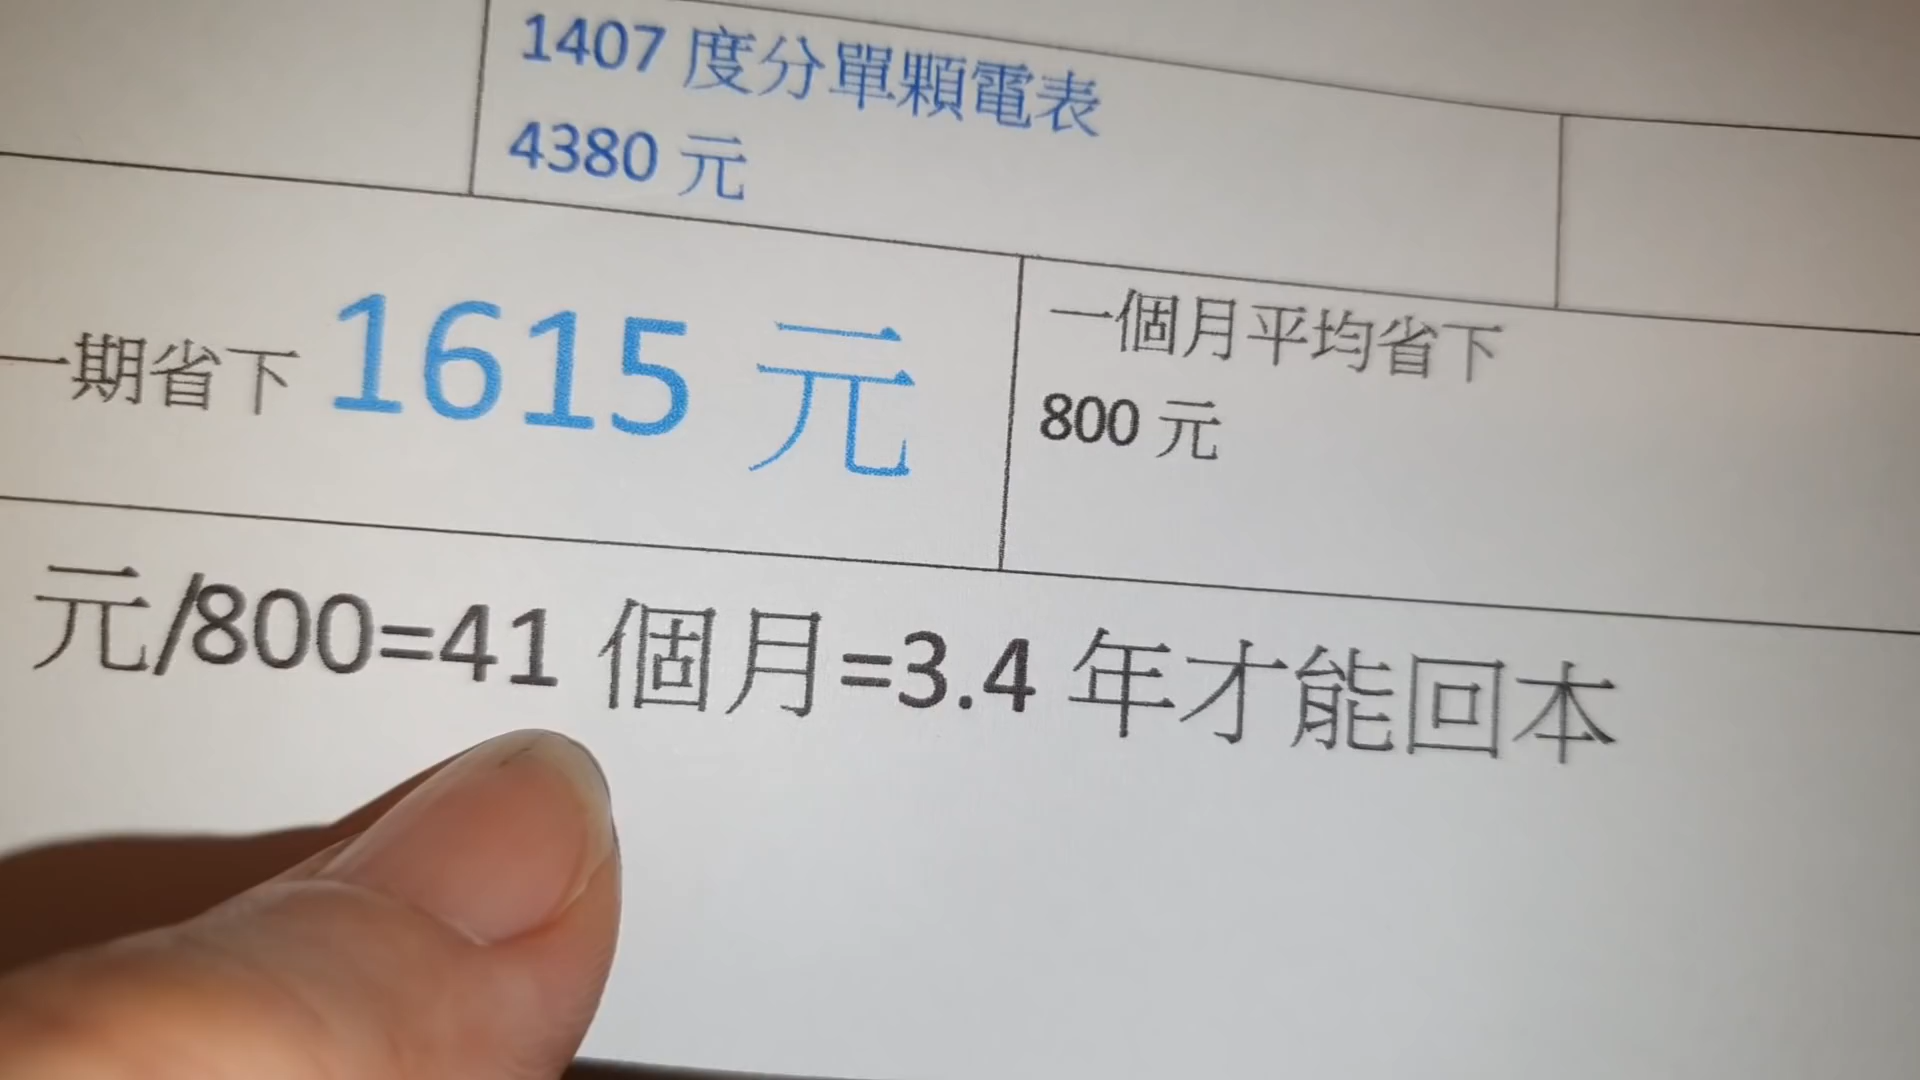 1407 度分單顆電表
4380 元
一期省下 1615 元
一個月平均省下
800 元
元/800=41 個月=3.4 年才能回本